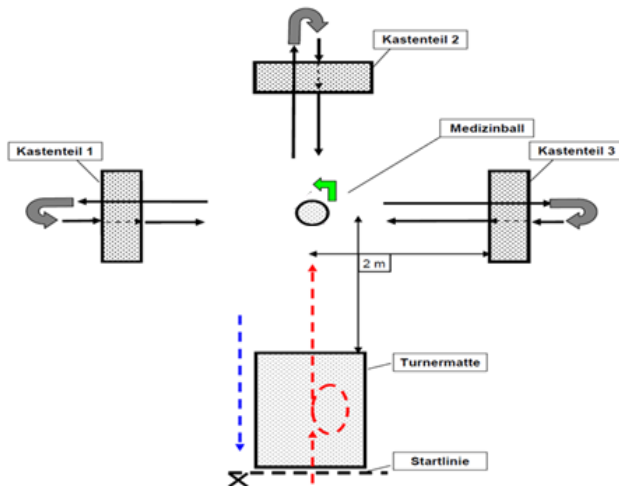 Kastenteil 2
Medizinball
Kastenteil 1
Kastenteil 3
2 m
Turnermatte
Startlinie
X